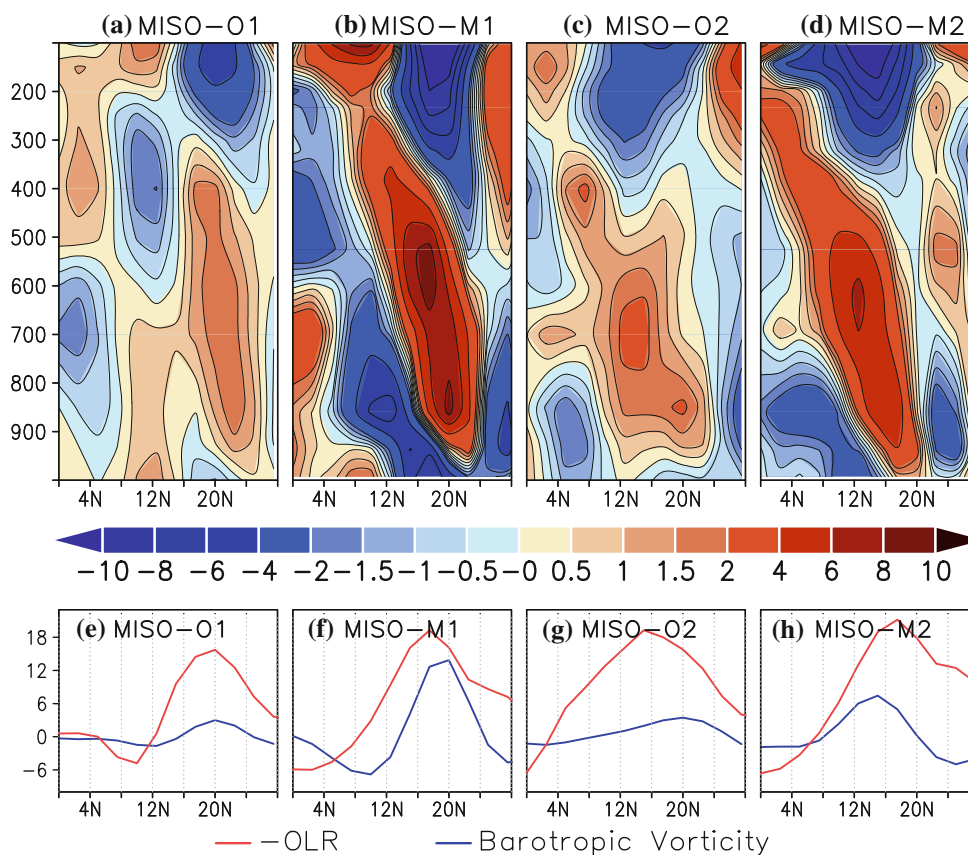 (a) MISO-O1 (b) MISO-M1 (c) MISO-O2 (d) MISO-M2
200
300
400
500
600
700
800
900
4N 12N 20N 4N 12N 20N 4N 12N 20N 4N 12N 20N
-10 -8 -6 -4 -2 -1.5 -1 -0.5 -0 0.5 1 1.5 2 4 6 8 10
(e) MISO-O1 (f) MISO-M1 (g) MISO-O2 (h) MISO-M2
18
12
6
0
-6
4N 12N 20N 4N 12N 20N 4N 12N 20N 4N 12N 20N
-OLR Barotropic Vorticity